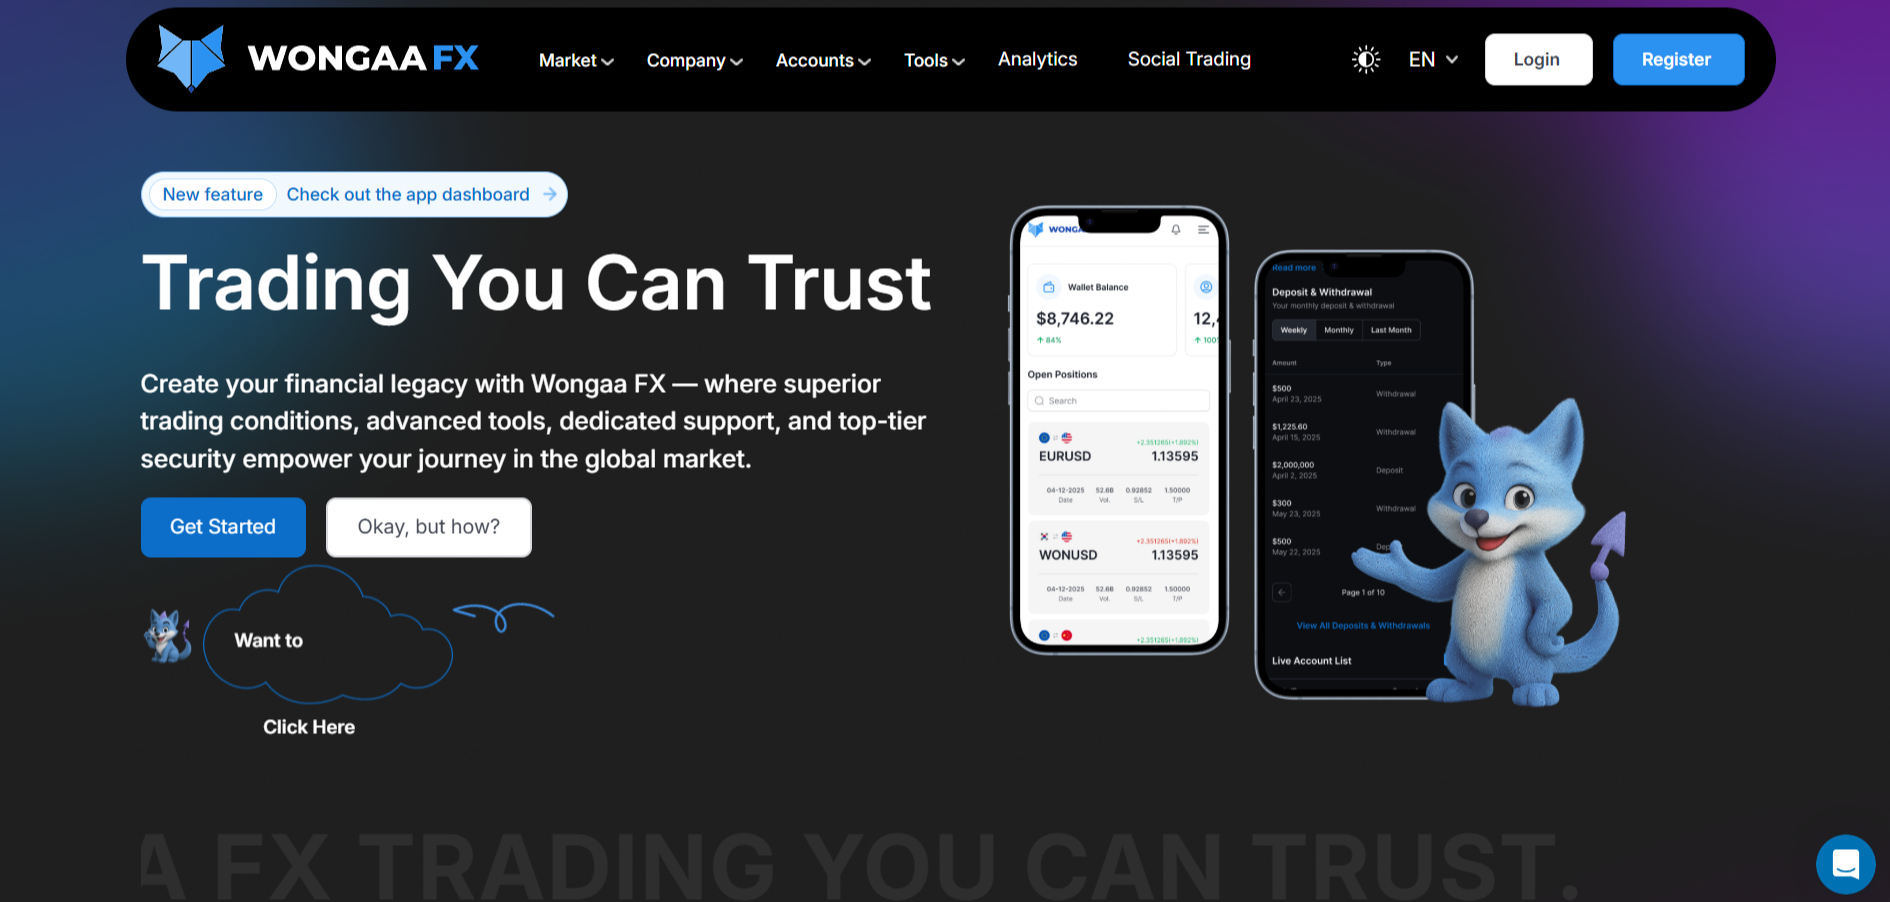 WONGAA FX
Market
Company
Accounts
Tools
Analytics
Social Trading
EN
Login
Register
New feature
Check out the app dashboard
Trading You Can Trust
Create your financial legacy with Wongaa FX — where superior
trading conditions, advanced tools, dedicated support, and top-tier
security empower your journey in the global market.
Get Started
Okay, but how?
Want to
Click Here
Wallet Balance
$8,746.22
84%
Open Positions
Search
+2.351265(+1.892%)
EURUSD 1.13595
04-12-2025 52.6B 0.92852 1.50000
Date Vol. S/L T/P
+2.351265(+1.892%)
WONUSD 1.13595
04-12-2025 52.6B 0.92852 1.50000
Date Vol. S/L T/P
+2.351265(+1.892%)
Read more
Deposit & Withdrawal
Your monthly deposit & withdrawal
Weekly Monthly Last Month
Amount Type
$500
April 23, 2025 Withdrawal
$1,225.60
April 15, 2025 Withdrawal
$2,000,000
April 2, 2025 Deposit
$300
May 23, 2025 Withdrawal
$500
May 22, 2025
Page 1 of 10
View All Deposits & Withdrawals
Live Account List
A FX TRADING YOU CAN TRUST.